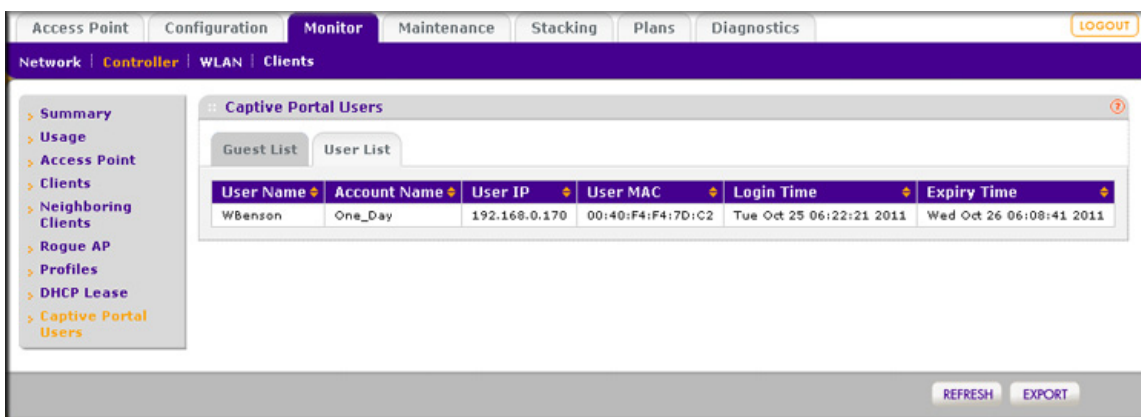 Access Point Configuration Monitor Maintenance Stacking Plans Diagnostics LOGOUT
Network Controller WLAN Clients
Summary
Usage
Access Point
Clients
Neighboring
Clients
Rogue AP
Profiles
DHCP Lease
Captive Portal
Users
Captive Portal Users ?
Guest List User List
User Name Account Name User IP User MAC Login Time Expiry Time
WBenson One_Day 192.168.0.170 00:40:F4:F4:7D:C2 Tue Oct 25 06:22:21 2011 Wed Oct 26 06:08:41 2011
REFRESH EXPORT